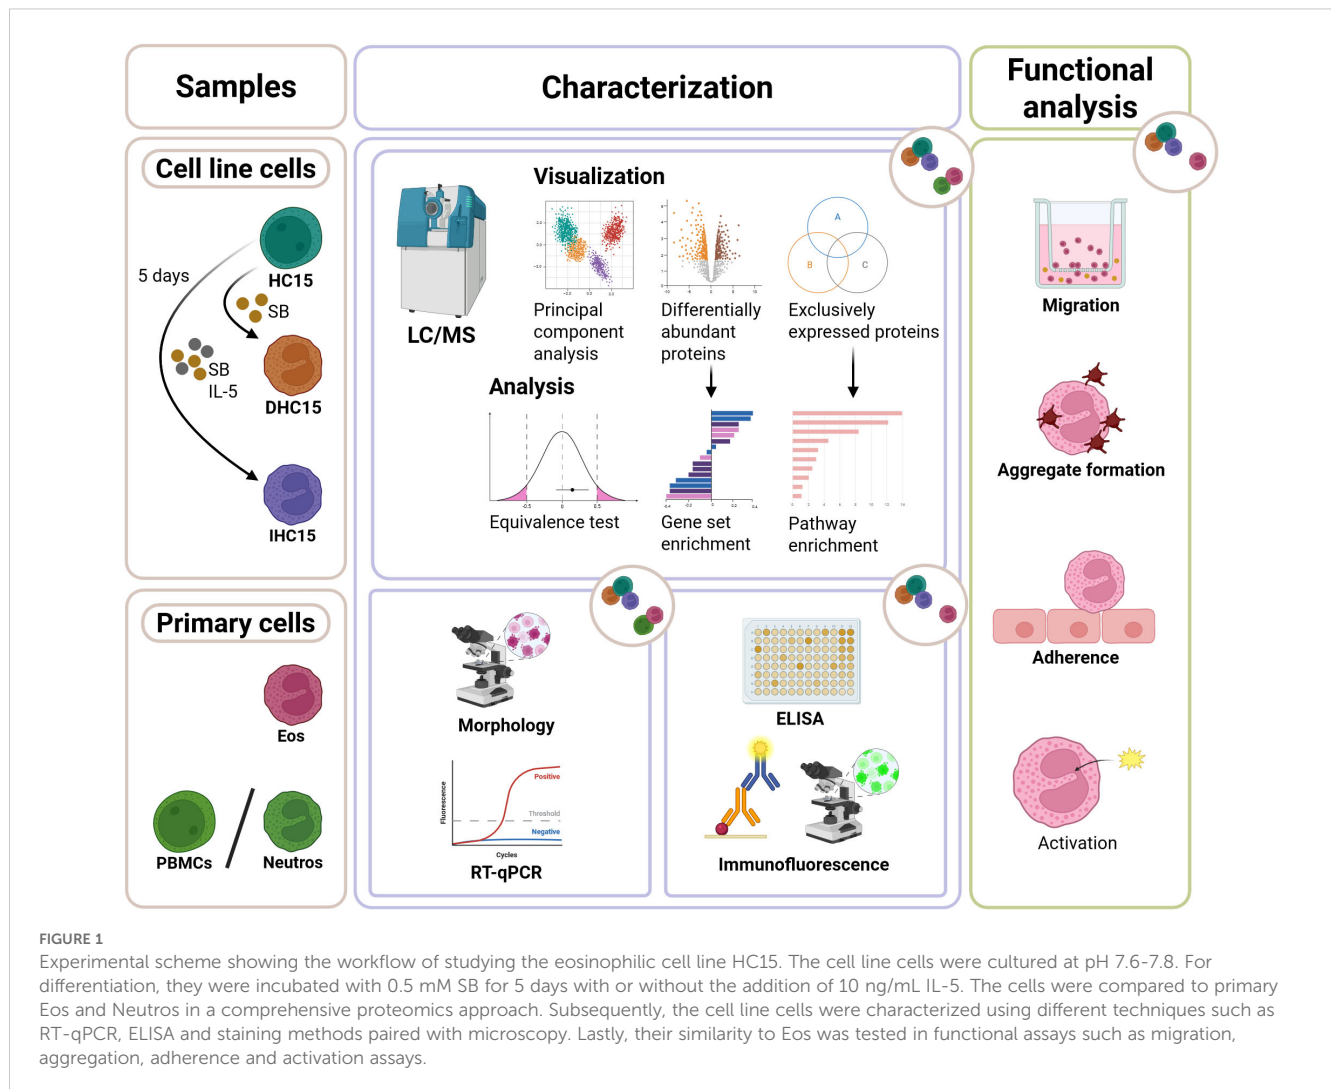 Samples
Characterization
Functional
analysis
Cell line cells
HC15
5 days
SB
SB
IL-5
DHC15
IHC15
Primary cells
Eos
PBMCs
Neutros
LC/MS
Visualization
Principal
component
analysis
Differentially
abundant
proteins
A
B
C
Exclusively
expressed proteins
Analysis
-0.5
0
0.5
Equivalence test
Gene set
enrichment
Pathway
enrichment
Morphology
Fluorescence
Positive
Threshold
Negative
Cycles
RT-qPCR
ELISA
Immunofluorescence
Migration
Aggregate formation
Adherence
Activation
FIGURE 1
Experimental scheme showing the workflow of studying the eosinophilic cell line HC15. The cell line cells were cultured at pH 7.6-7.8. For
differentiation, they were incubated with 0.5 mM SB for 5 days with or without the addition of 10 ng/mL IL-5. The cells were compared to primary
Eos and Neutros in a comprehensive proteomics approach. Subsequently, the cell line cells were characterized using different techniques such as
RT-qPCR, ELISA and staining methods paired with microscopy. Lastly, their similarity to Eos was tested in functional assays such as migration,
aggregation, adherence and activation assays.